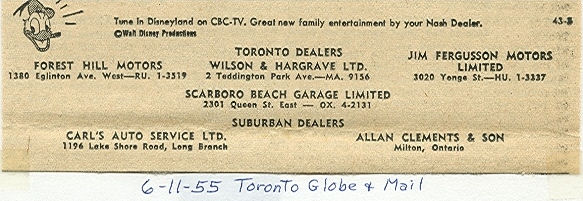 Tune in Disneyland on CBC-TV. Great new family entertainment by your Nash Dealer.
©Walt Disney Productions
43-B
TORONTO DEALERS
FOREST HILL MOTORS
1380 Eglinton Ave. West—RU. 1-3519
WILSON & HARGRAVE LTD.
2 Teddington Park Ave.—MA. 9156
JIM FERGUSSON MOTORS
LIMITED
3020 Yonge St.—HU. 1-3337
SCARBORO BEACH GARAGE LIMITED
2301 Queen St. East — OX. 4-2131
SUBURBAN DEALERS
CARL'S AUTO SERVICE LTD.
1196 Lake Shore Road, Long Branch
ALLAN CLEMENTS & SON
Milton, Ontario
6-11-55 Toronto Globe & Mail